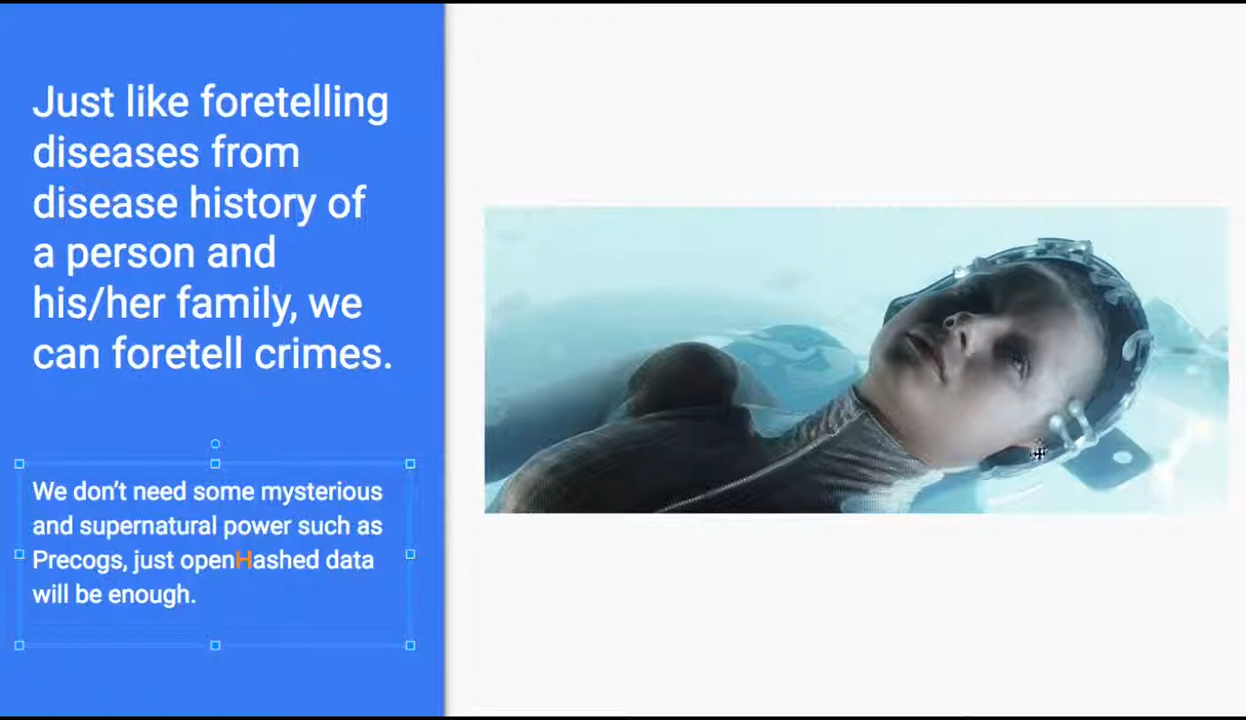 Just like foretelling
diseases from
disease history of
a person and
his/her family, we
can foretell crimes.
We don't need some mysterious
and supernatural power such as
Precogs, just openHashed data
will be enough.